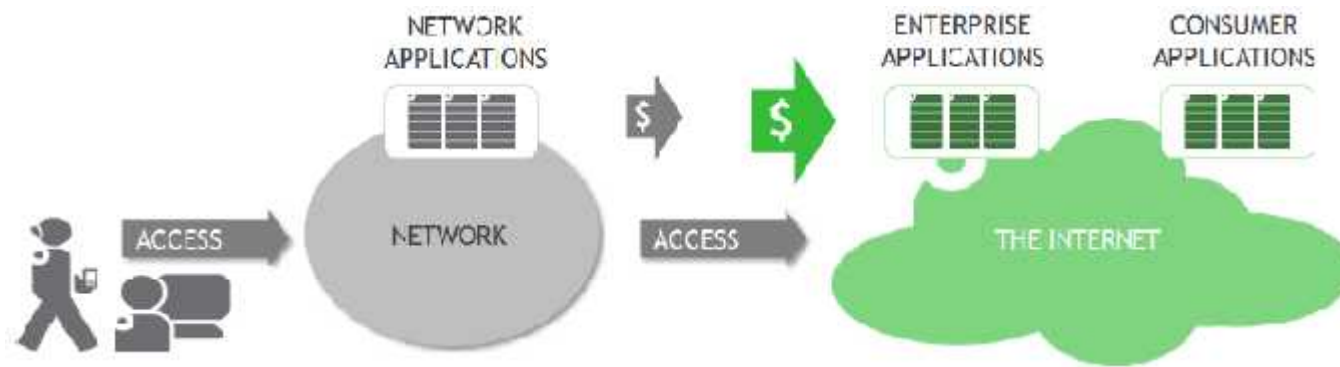 NETWORK
APPLICATIONS
ENTERPRISE
APPLICATIONS
CONSUMER
APPLICATIONS
$
$
ACCESS
NETWORK
ACCESS
THE INTERNET